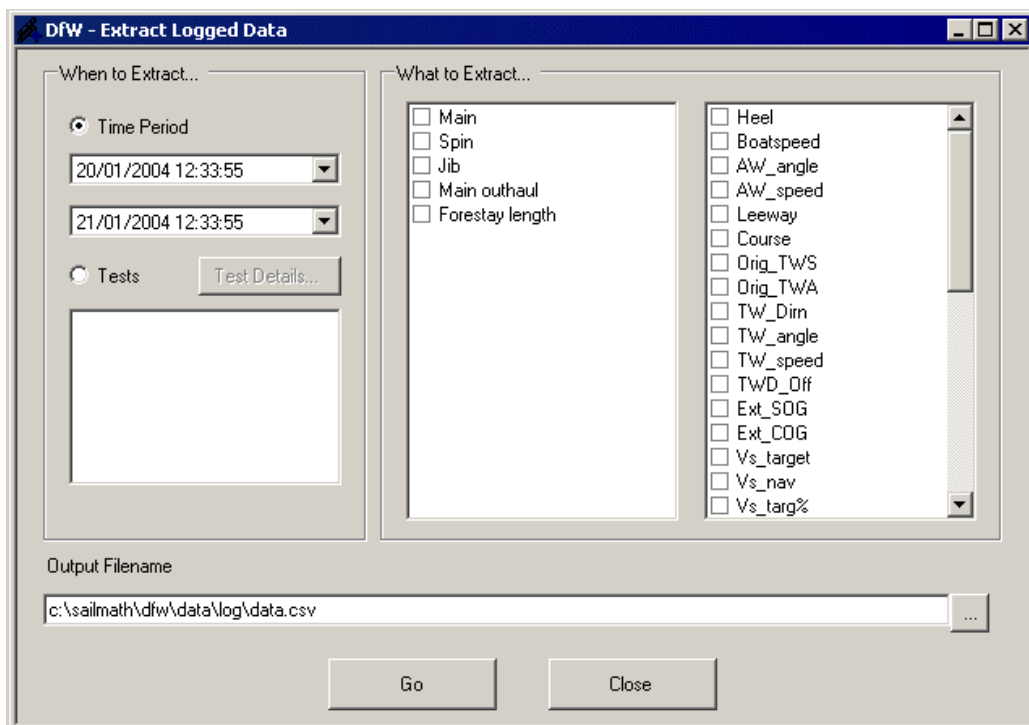 DfW - Extract Logged Data
When to Extract...
Time Period
20/01/2004 12:33:55
21/01/2004 12:33:55
Tests
Test Details...
What to Extract...
Main
Spin
Jib
Main outhaul
Forestay length
Heel
Boatspeed
AW_angle
AW_speed
Leeway
Course
Orig_TWS
Orig_TWA
TW_Dirn
TW_angle
TW_speed
TWD_Off
Ext_SOG
Ext_COG
Vs_target
Vs_nav
Vs_targ%
Output Filename
c:\sailmath\dfw\data\log\data.csv
...
Go
Close